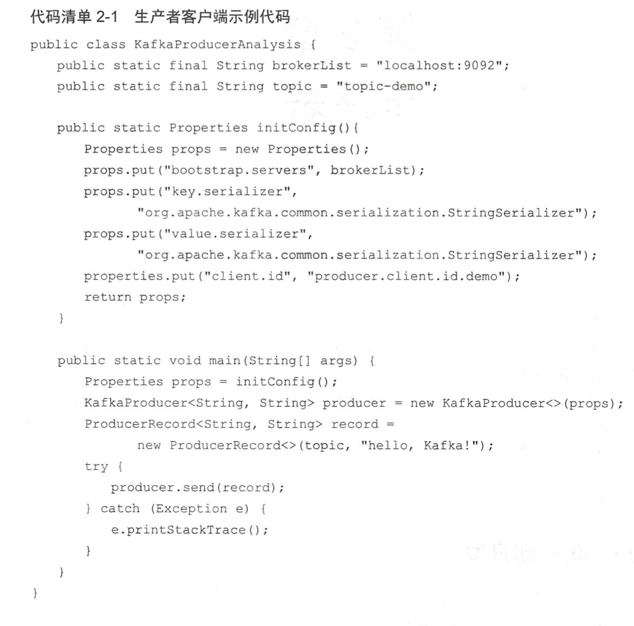 代码清单 2-1 生产者客户端示例代码
public class KafkaProducerAnalysis {
    public static final String brokerList = "localhost:9092";
    public static final String topic = "topic-demo";

    public static Properties initConfig(){
        Properties props = new Properties();
        props.put("bootstrap.servers", brokerList);
        props.put("key.serializer",
                "org.apache.kafka.common.serialization.StringSerializer");
        props.put("value.serializer",
                "org.apache.kafka.common.serialization.StringSerializer");
        properties.put("client.id", "producer.client.id.demo");
        return props;
    }

    public static void main(String[] args) {
        Properties props = initConfig();
        KafkaProducer<String, String> producer = new KafkaProducer<>(props);
        ProducerRecord<String, String> record =
                new ProducerRecord<>(topic, "hello, Kafka!");
        try {
            producer.send(record);
        } catch (Exception e) {
            e.printStackTrace();
        }
    }
}